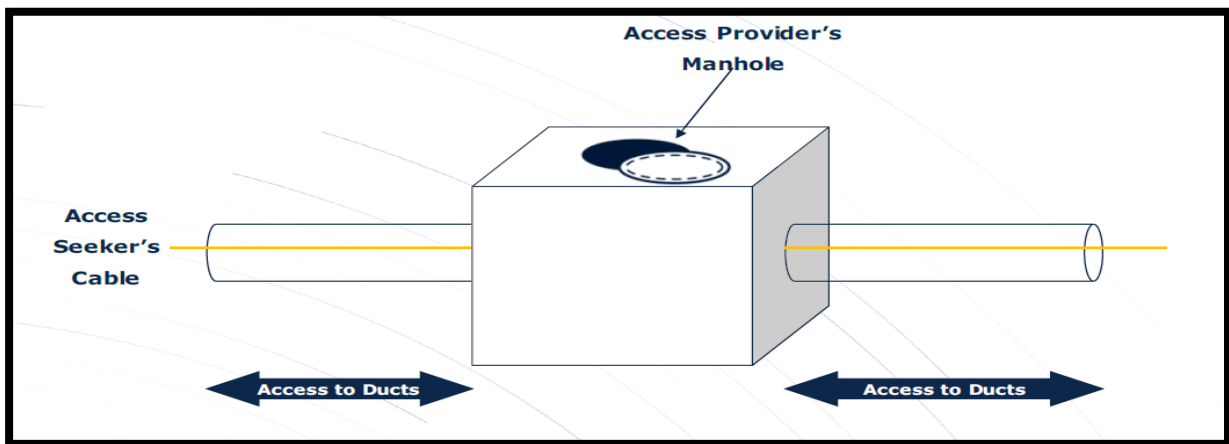 Access Provider's
Manhole
Access
Seeker's
Cable
Access to Ducts
Access to Ducts